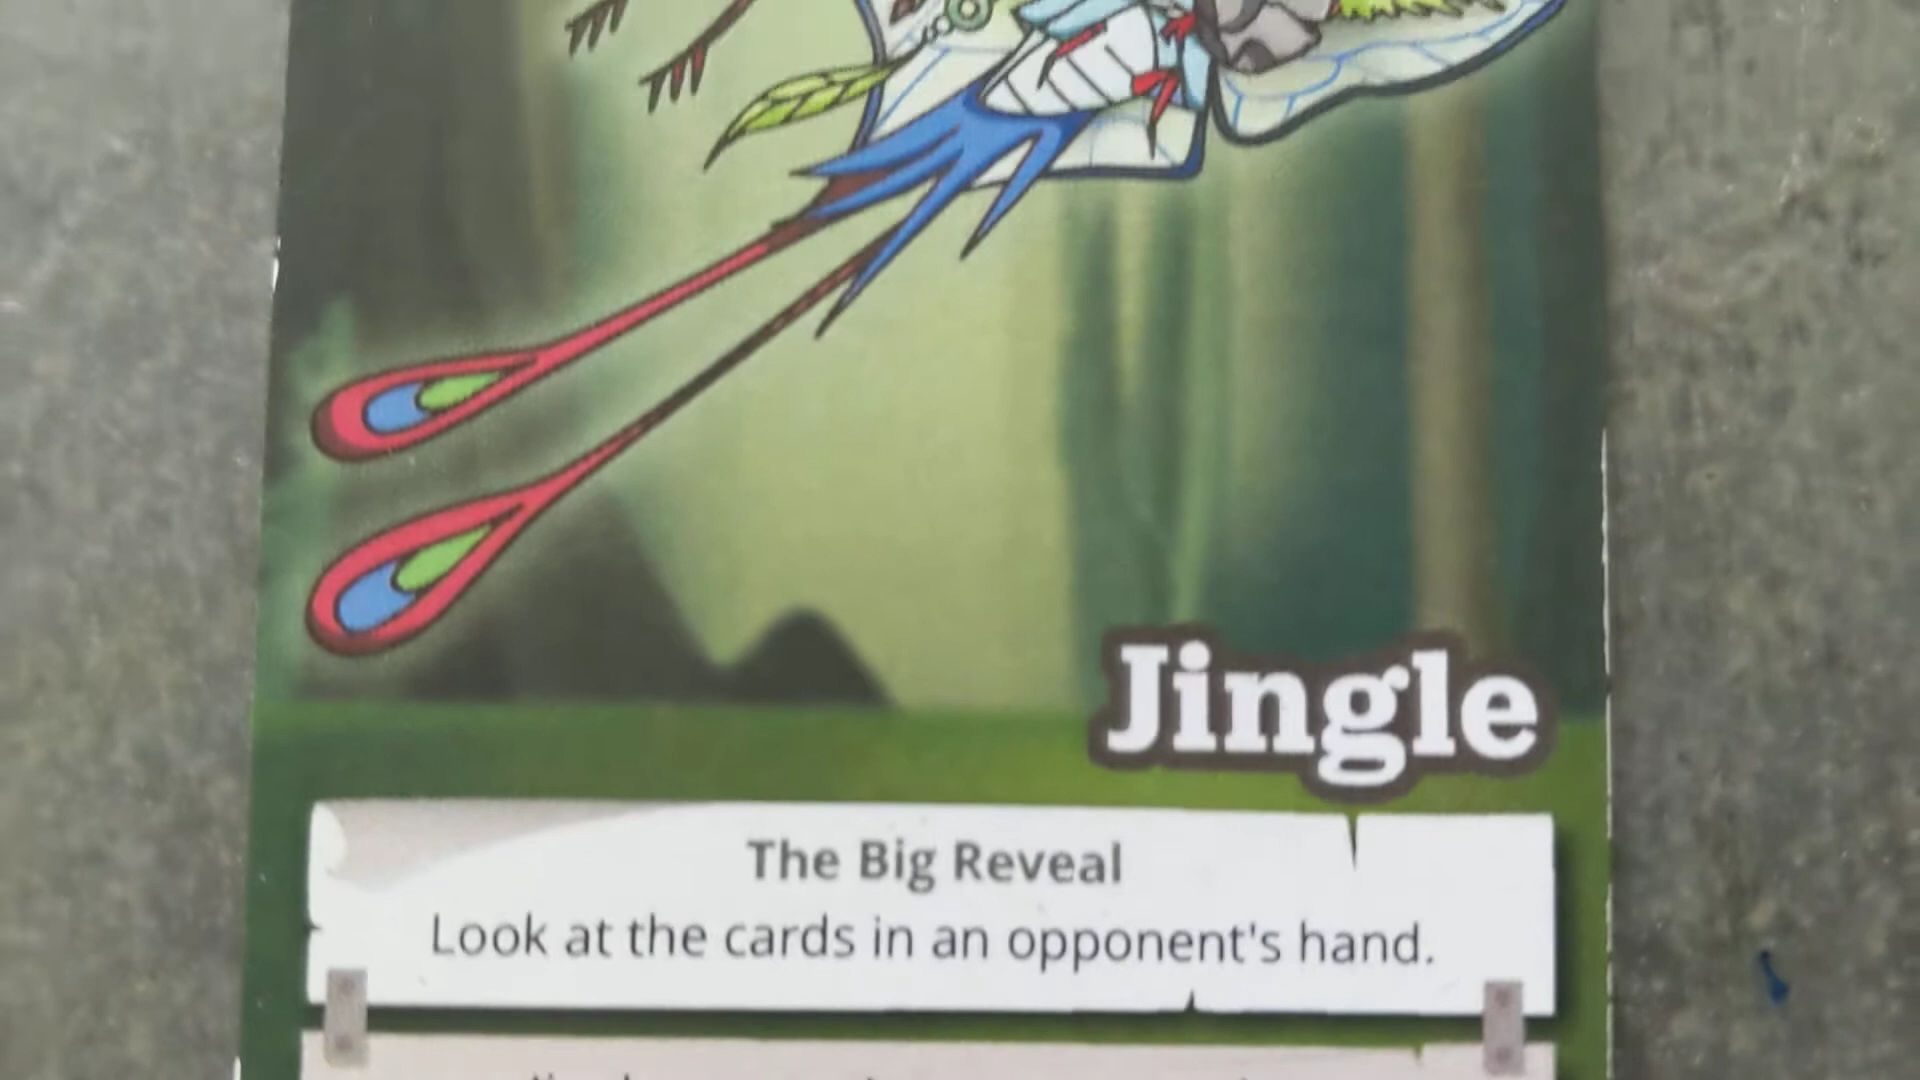 Jingle
The Big Reveal
Look at the cards in an opponent's hand.